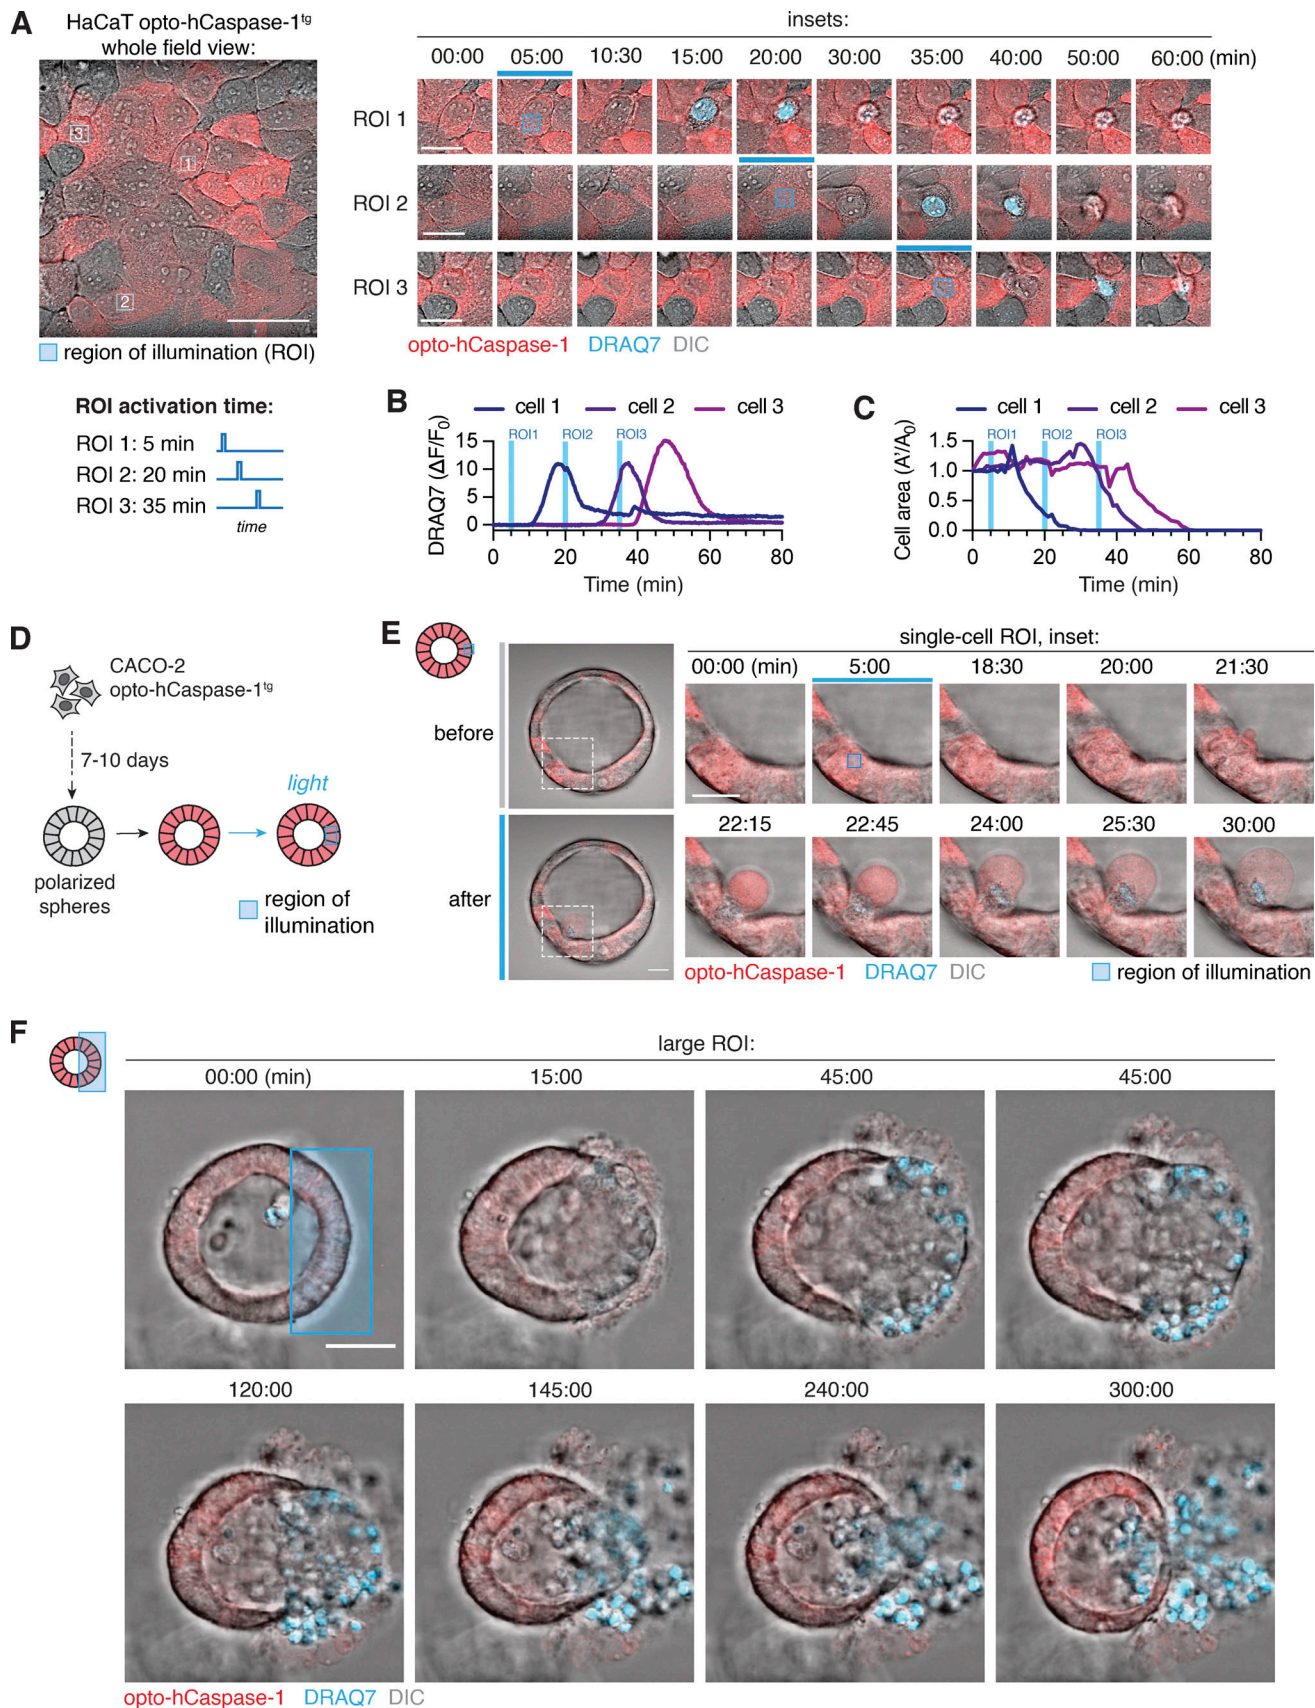 A
HaCaT opto-hCaspase-1tg
whole field view:
3
1
2
region of illumination (ROI)
insets:
00:00 05:00 10:30 15:00 20:00 30:00 35:00 40:00 50:00 60:00 (min)
ROI 1
ROI 2
ROI 3
opto-hCaspase-1 DRAQ7 DIC
ROI activation time:
ROI 1: 5 min
ROI 2: 20 min
ROI 3: 35 min
time
B
cell 1 cell 2 cell 3
ROI1 ROI2 ROI3
DRAQ7 (ΔF/F0)
15
10
5
0
0 20 40 60 80
Time (min)
C
cell 1 cell 2 cell 3
ROI1 ROI2 ROI3
Cell area (A'/A0)
1.5
1.0
0.5
0.0
0 20 40 60 80
Time (min)
D
CACO-2
opto-hCaspase-1tg
7-10 days
light
polarized
spheres
region of
illumination
E
single-cell ROI, inset:
before
00:00 (min) 5:00 18:30 20:00 21:30
after
22:15 22:45 24:00 25:30 30:00
opto-hCaspase-1 DRAQ7 DIC
region of illumination
F
large ROI:
00:00 (min) 15:00 45:00 45:00
120:00 145:00 240:00 300:00
opto-hCaspase-1 DRAQ7 DIC